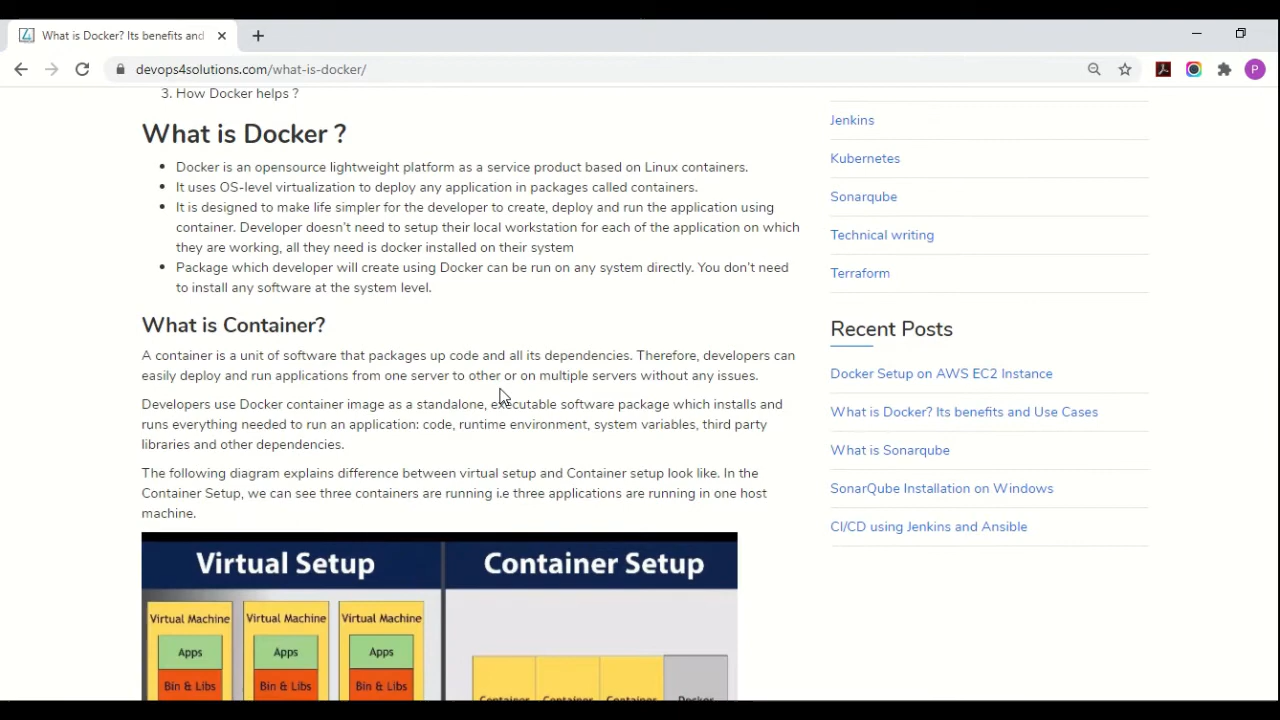 What is Docker? Its benefits and
devops4solutions.com/what-is-docker/
P
3. How Docker helps ?
What is Docker ?
Docker is an opensource lightweight platform as a service product based on Linux containers.
It uses OS-level virtualization to deploy any application in packages called containers.
It is designed to make life simpler for the developer to create, deploy and run the application using
container. Developer doesn't need to setup their local workstation for each of the application on which
they are working, all they need is docker installed on their system
Package which developer will create using Docker can be run on any system directly. You don't need
to install any software at the system level.
What is Container?
A container is a unit of software that packages up code and all its dependencies. Therefore, developers can
easily deploy and run applications from one server to other or on multiple servers without any issues.
Developers use Docker container image as a standalone, executable software package which installs and
runs everything needed to run an application: code, runtime environment, system variables, third party
libraries and other dependencies.
The following diagram explains difference between virtual setup and Container setup look like. In the
Container Setup, we can see three containers are running i.e three applications are running in one host
machine.
Virtual Setup
Container Setup
Virtual Machine Virtual Machine Virtual Machine
Apps Apps Apps
Bin & Libs Bin & Libs Bin & Libs
Container Container Container Docker
Jenkins
Kubernetes
Sonarqube
Technical writing
Terraform
Recent Posts
Docker Setup on AWS EC2 Instance
What is Docker? Its benefits and Use Cases
What is Sonarqube
SonarQube Installation on Windows
CI/CD using Jenkins and Ansible